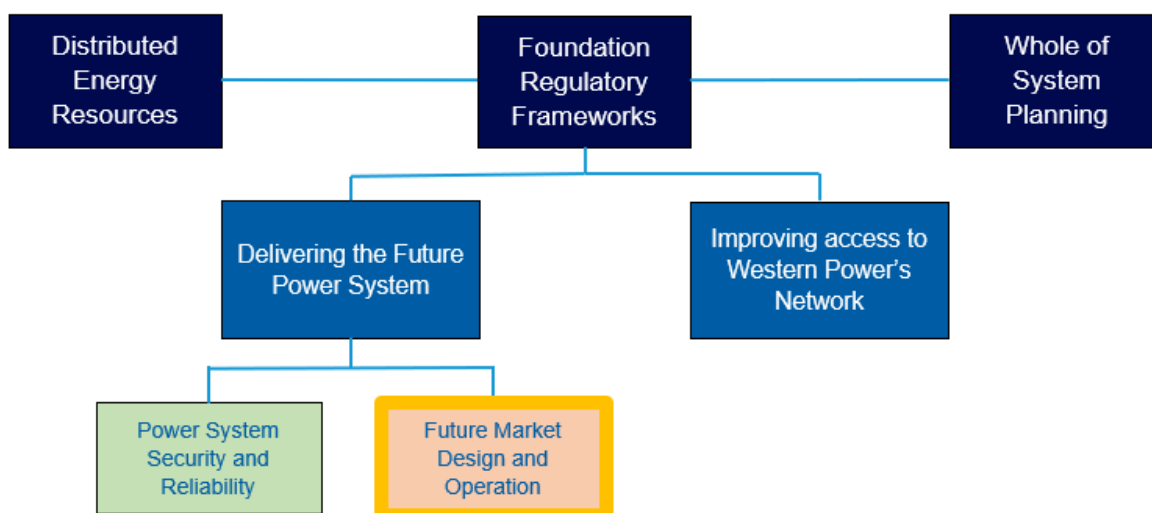 Distributed
Energy
Resources
Foundation
Regulatory
Frameworks
Whole of
System
Planning
Delivering the Future
Power System
Improving access to
Western Power's
Network
Power System
Security and
Reliability
Future Market
Design and
Operation